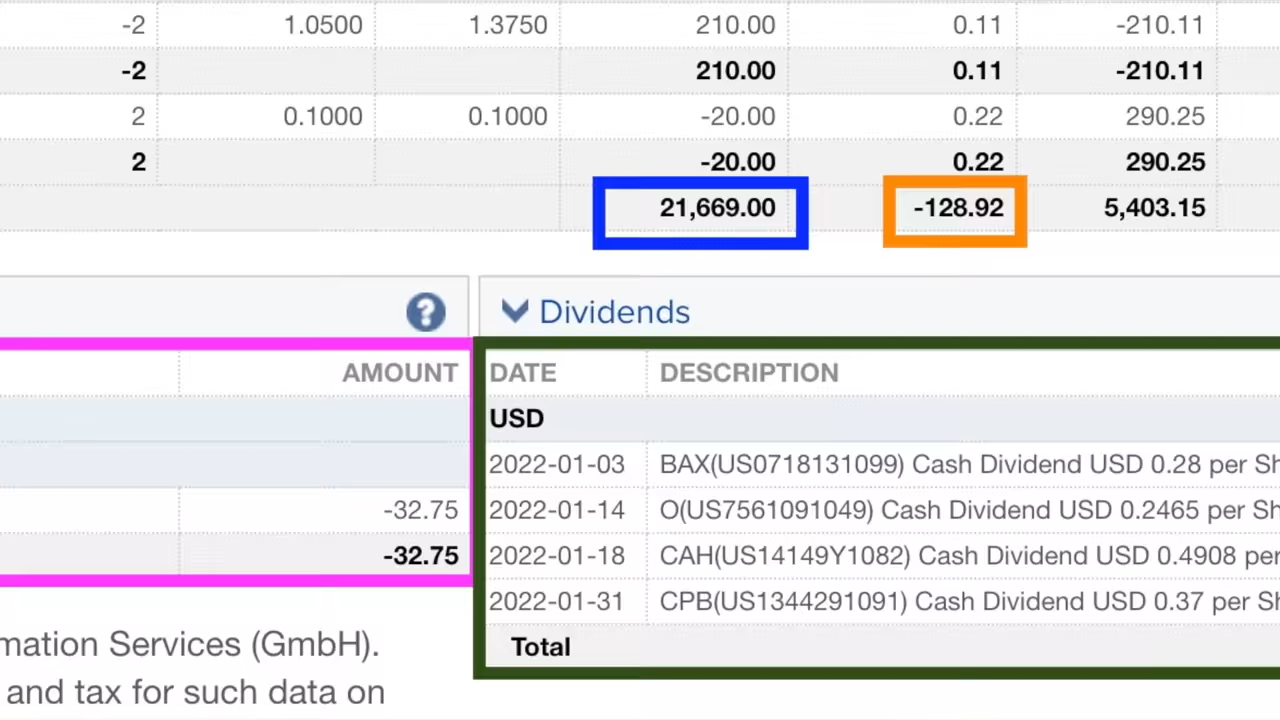 -2 1.0500 1.3750 210.00 0.11 -210.11
-2 210.00 0.11 -210.11
2 0.1000 0.1000 -20.00 0.22 290.25
2 -20.00 0.22 290.25
21,669.00 -128.92 5,403.15
?
AMOUNT
-32.75
-32.75
mation Services (GmbH).
and tax for such data on
Dividends
DATE DESCRIPTION
USD
2022-01-03 BAX(US0718131099) Cash Dividend USD 0.28 per Sh
2022-01-14 O(US7561091049) Cash Dividend USD 0.2465 per Sh
2022-01-18 CAH(US14149Y1082) Cash Dividend USD 0.4908 per
2022-01-31 CPB(US1344291091) Cash Dividend USD 0.37 per Sh
Total